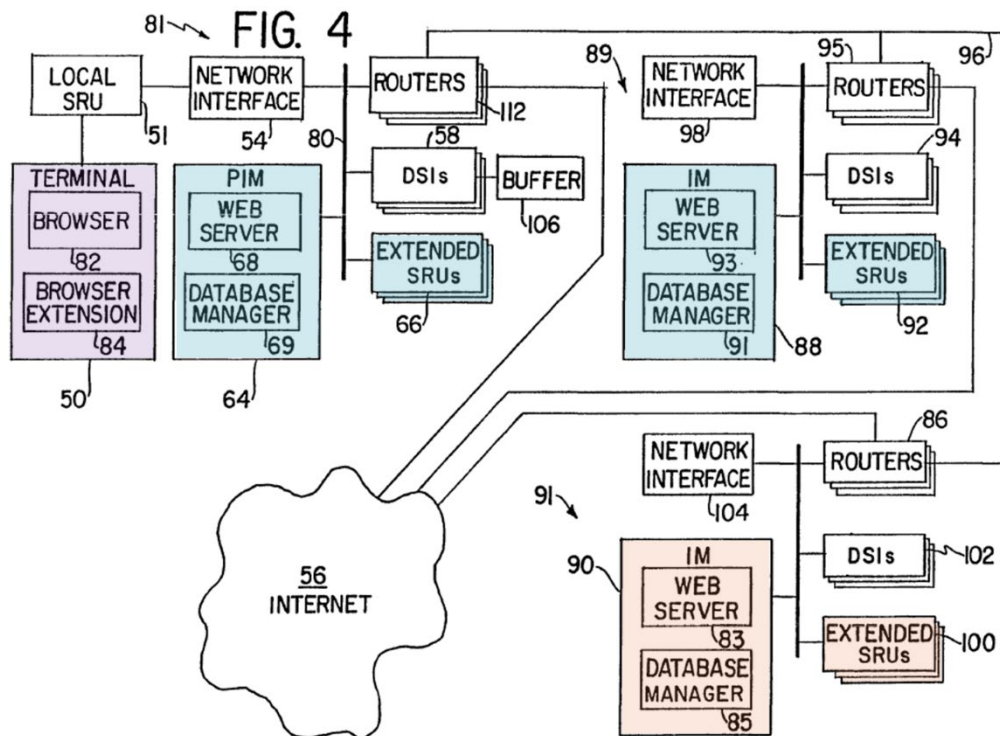 81
FIG. 4
LOCAL
SRU
51
NETWORK
INTERFACE
54
80
ROUTERS
112
58
DSIs
BUFFER
106
EXTENDED
SRUs
66
TERMINAL
BROWSER
82
BROWSER
EXTENSION
84
50
PIM
WEB
SERVER
68
DATABASE
MANAGER
69
64
89
NETWORK
INTERFACE
98
95
ROUTERS
96
94
DSIs
EXTENDED
SRUs
92
IM
WEB
SERVER
93
DATABASE
MANAGER
91
88
56
INTERNET
NETWORK
INTERFACE
104
86
ROUTERS
91
DSIs
102
EXTENDED
SRUs
100
90
IM
WEB
SERVER
83
DATABASE
MANAGER
85